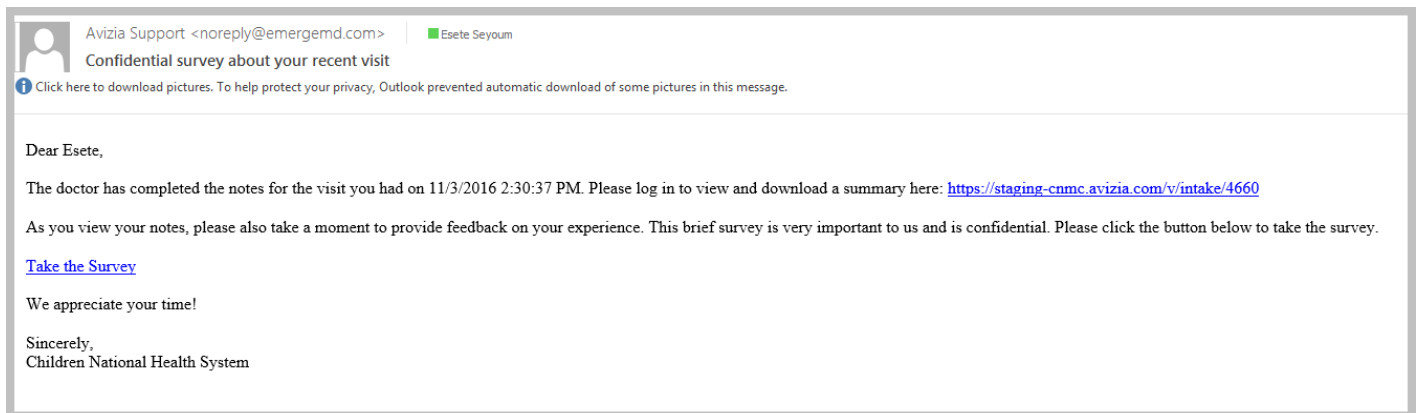 Avizia Support <noreply@emergemd.com> Esete Seyoum
Confidential survey about your recent visit
Click here to download pictures. To help protect your privacy, Outlook prevented automatic download of some pictures in this message.
Dear Esete,
The doctor has completed the notes for the visit you had on 11/3/2016 2:30:37 PM. Please log in to view and download a summary here: https://staging-cnmc.avizia.com/v/intake/4660
As you view your notes, please also take a moment to provide feedback on your experience. This brief survey is very important to us and is confidential. Please click the button below to take the survey.
Take the Survey
We appreciate your time!
Sincerely,
Children National Health System